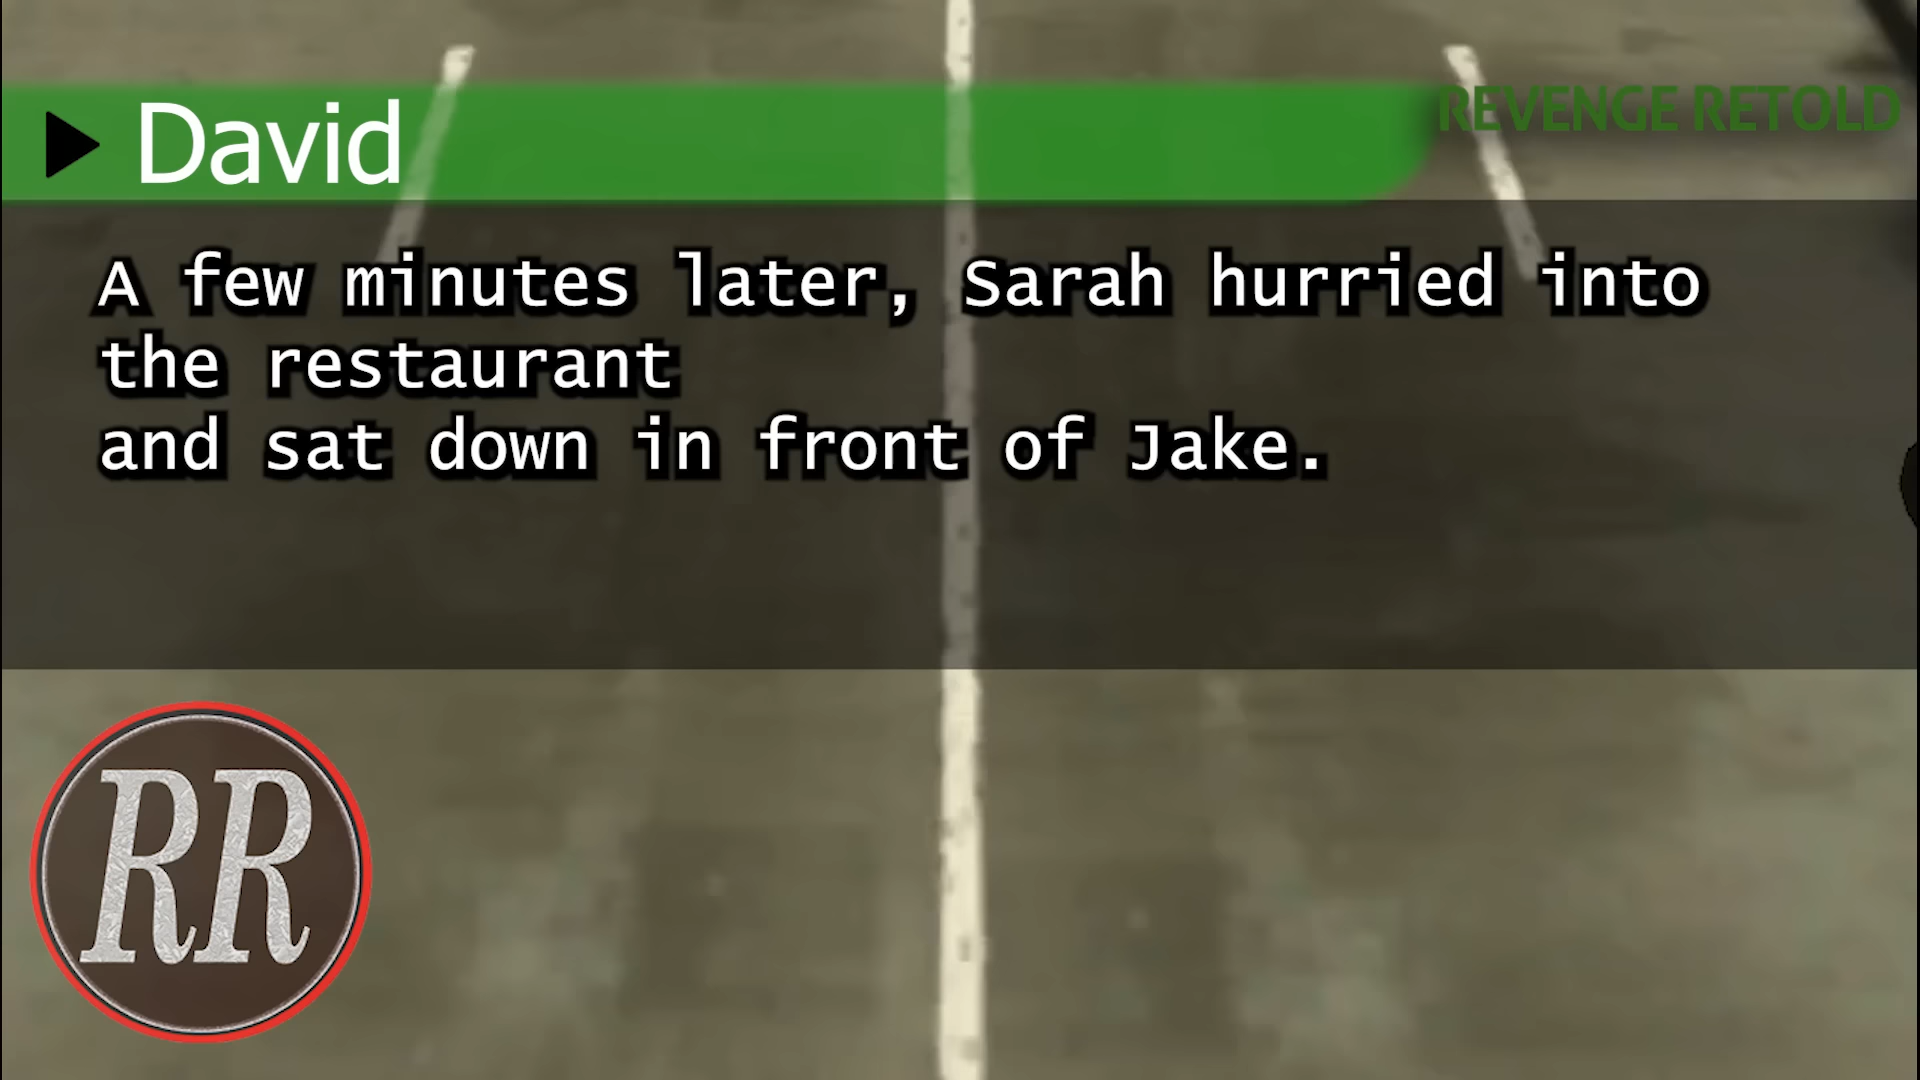 David
REVENGE RETOLD
A few minutes later, Sarah hurried into
the restaurant
and sat down in front of Jake.
RR